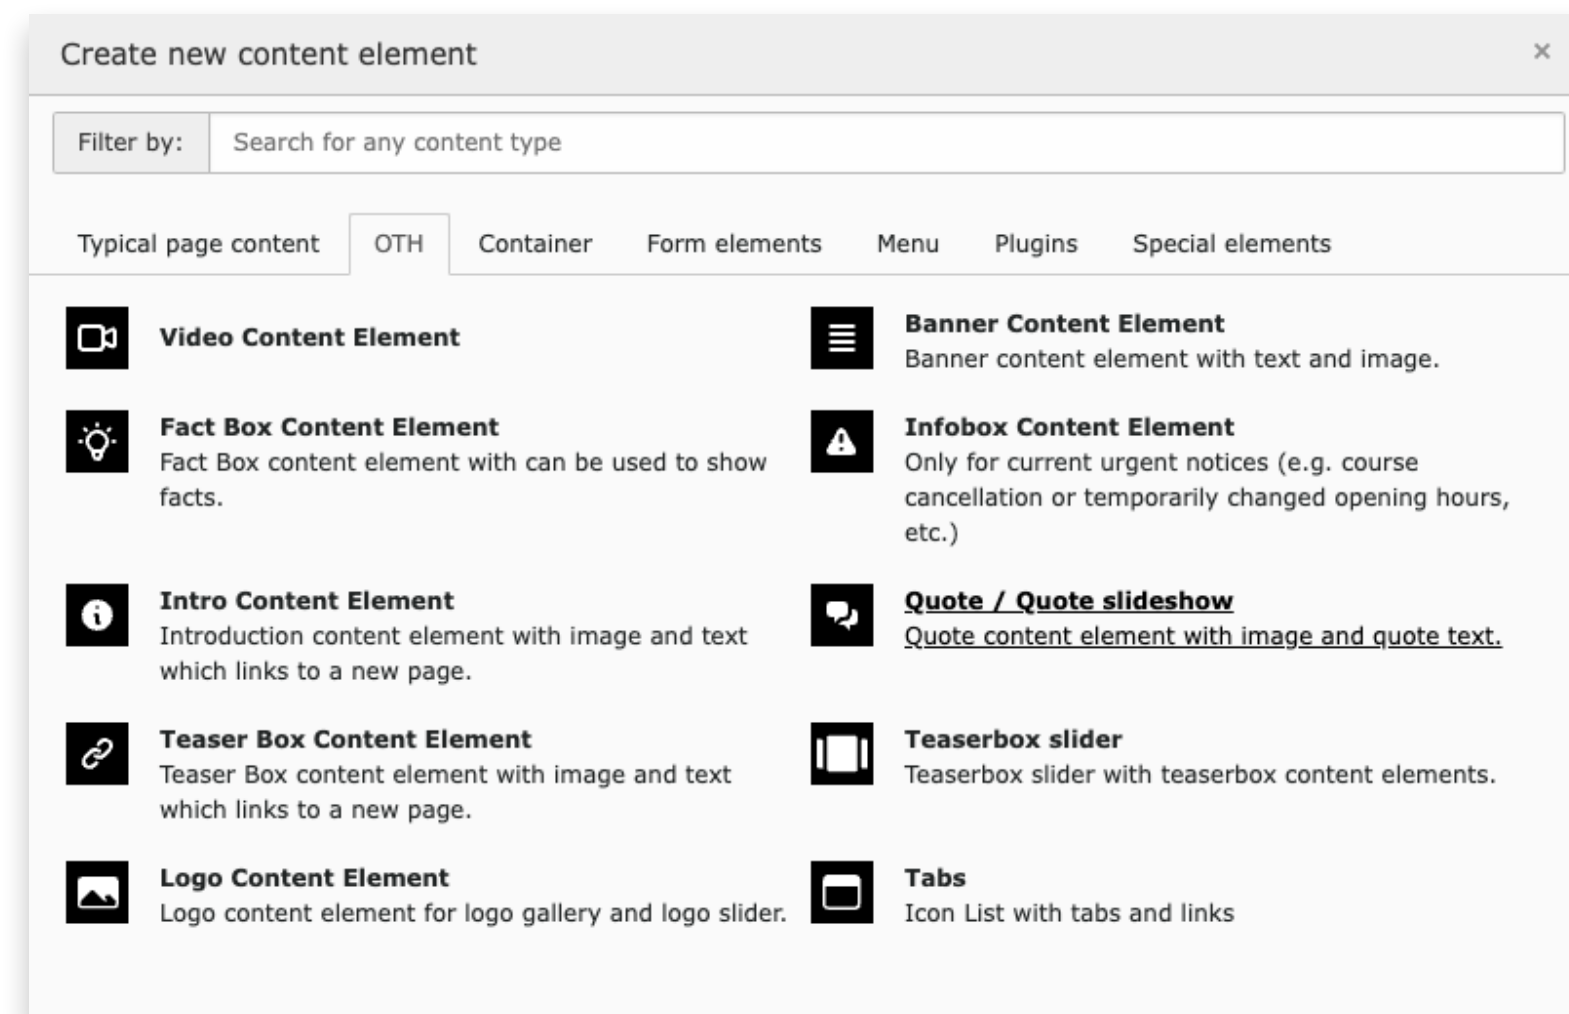 Create new content element
×
Filter by:
Search for any content type
Typical page content
OTH
Container
Form elements
Menu
Plugins
Special elements
Video Content Element
Banner Content Element
Banner content element with text and image.
Fact Box Content Element
Fact Box content element with can be used to show
facts.
Infobox Content Element
Only for current urgent notices (e.g. course
cancellation or temporarily changed opening hours,
etc.)
Intro Content Element
Introduction content element with image and text
which links to a new page.
Quote / Quote slideshow
Quote content element with image and quote text.
Teaser Box Content Element
Teaser Box content element with image and text
which links to a new page.
Teaserbox slider
Teaserbox slider with teaserbox content elements.
Logo Content Element
Logo content element for logo gallery and logo slider.
Tabs
Icon List with tabs and links